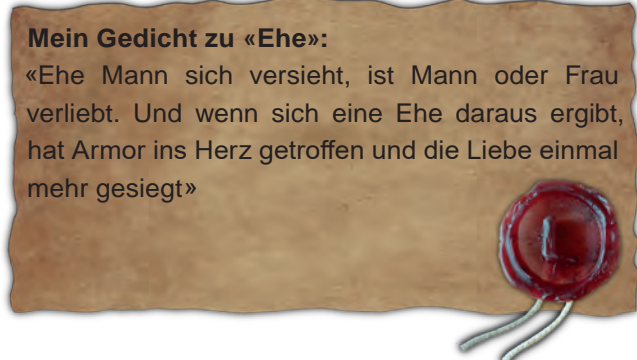 Mein Gedicht zu «Ehe»:
«Ehe Mann sich versieht, ist Mann oder Frau
verliebt. Und wenn sich eine Ehe daraus ergibt,
hat Armor ins Herz getroffen und die Liebe einmal
mehr gesiegt»